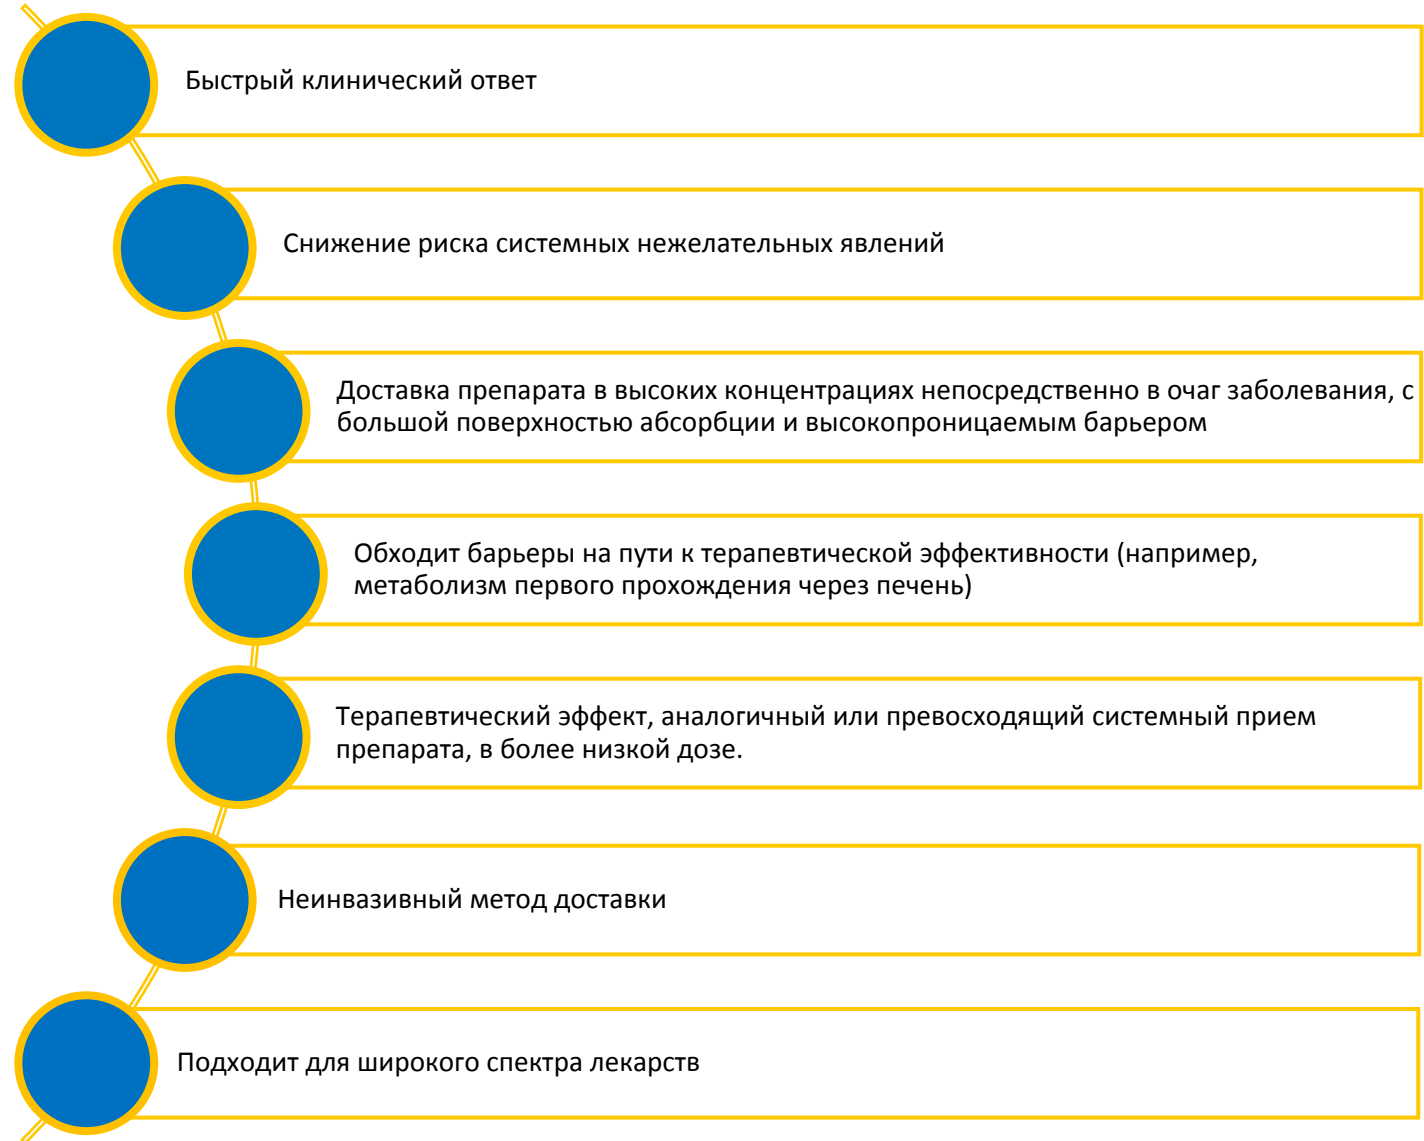 Быстрый клинический ответ
Снижение риска системных нежелательных явлений
Доставка препарата в высоких концентрациях непосредственно в очаг заболевания, с
большой поверхностью абсорбции и высокопроницаемым барьером
Обходит барьеры на пути к терапевтической эффективности (например,
метаболизм первого прохождения через печень)
Терапевтический эффект, аналогичный или превосходящий системный прием
препарата, в более низкой дозе.
Неинвазивный метод доставки
Подходит для широкого спектра лекарств